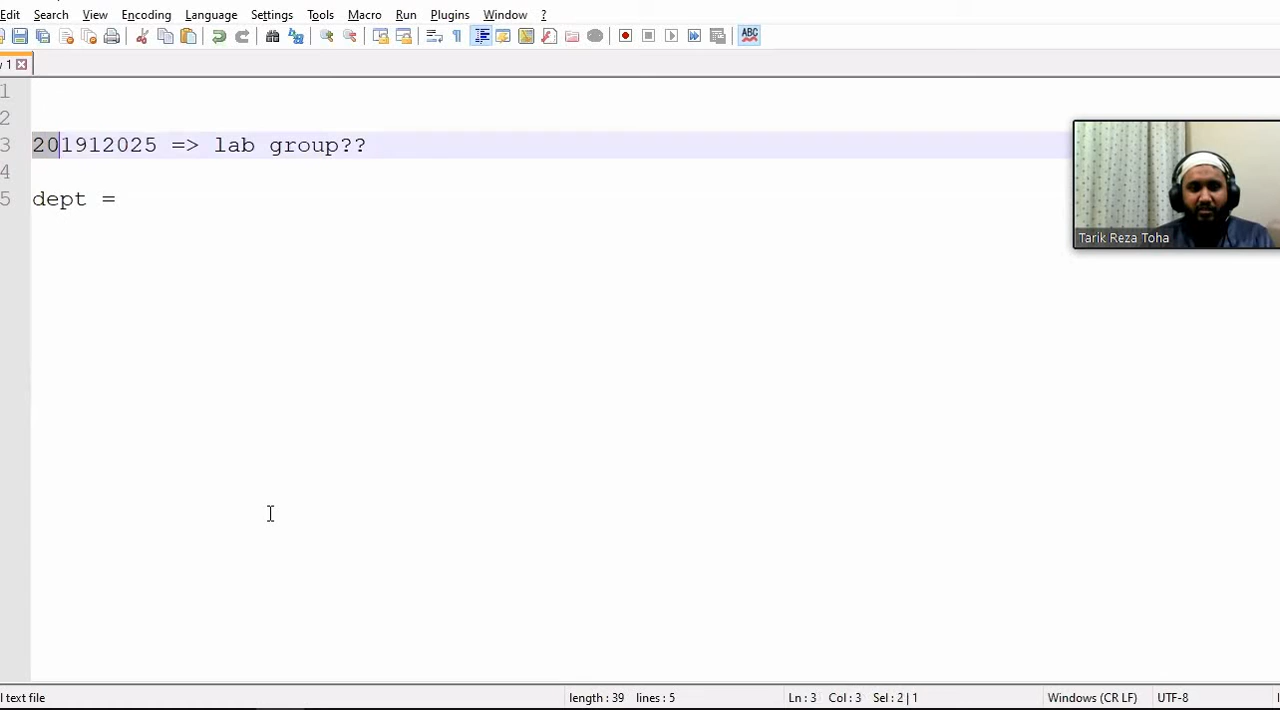 Edit Search View Encoding Language Settings Tools Macro Run Plugins Window ?
ABC
1
1
2
3 201912025 => lab group??
4
5 dept =
Tarik Reza Toha
l text file length : 39 lines : 5 Ln : 3 Col : 3 Sel : 2 | 1 Windows (CR LF) UTF-8